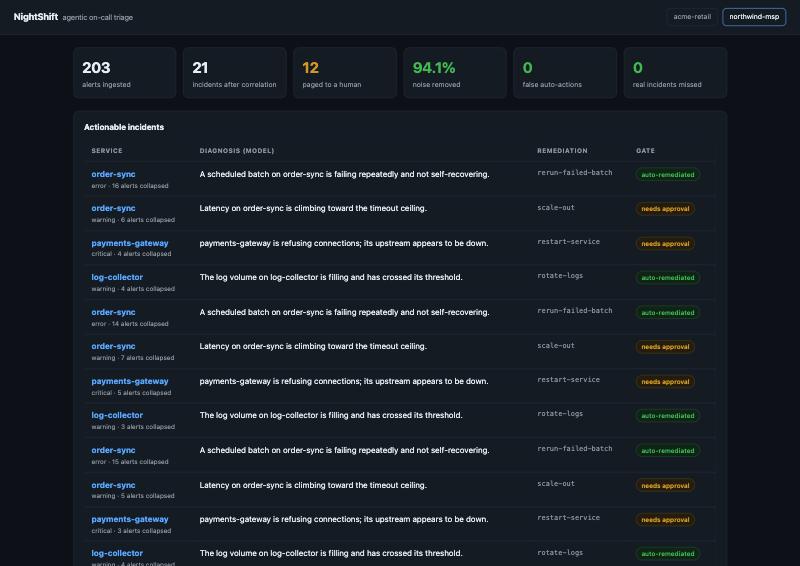 NightShift agentic on-call triage
acme-retail
northwind-msp
203
alerts ingested
21
incidents after correlation
12
paged to a human
94.1%
noise removed
0
false auto-actions
0
real incidents missed
Actionable incidents
SERVICE DIAGNOSIS (MODEL) REMEDIATION GATE
order-sync A scheduled batch on order-sync is failing repeatedly and not self-recovering. rerun-failed-batch auto-remediated
error · 16 alerts collapsed
order-sync Latency on order-sync is climbing toward the timeout ceiling. scale-out needs approval
warning · 6 alerts collapsed
payments-gateway payments-gateway is refusing connections; its upstream appears to be down. restart-service needs approval
critical · 4 alerts collapsed
log-collector The log volume on log-collector is filling and has crossed its threshold. rotate-logs auto-remediated
warning · 4 alerts collapsed
order-sync A scheduled batch on order-sync is failing repeatedly and not self-recovering. rerun-failed-batch auto-remediated
error · 14 alerts collapsed
order-sync Latency on order-sync is climbing toward the timeout ceiling. scale-out needs approval
warning · 7 alerts collapsed
payments-gateway payments-gateway is refusing connections; its upstream appears to be down. restart-service needs approval
critical · 5 alerts collapsed
log-collector The log volume on log-collector is filling and has crossed its threshold. rotate-logs auto-remediated
warning · 3 alerts collapsed
order-sync A scheduled batch on order-sync is failing repeatedly and not self-recovering. rerun-failed-batch auto-remediated
error · 15 alerts collapsed
order-sync Latency on order-sync is climbing toward the timeout ceiling. scale-out needs approval
warning · 5 alerts collapsed
payments-gateway payments-gateway is refusing connections; its upstream appears to be down. restart-service needs approval
critical · 3 alerts collapsed
log-collector The log volume on log-collector is filling and has crossed its threshold. rotate-logs auto-remediated
warning · 4 alerts collapsed